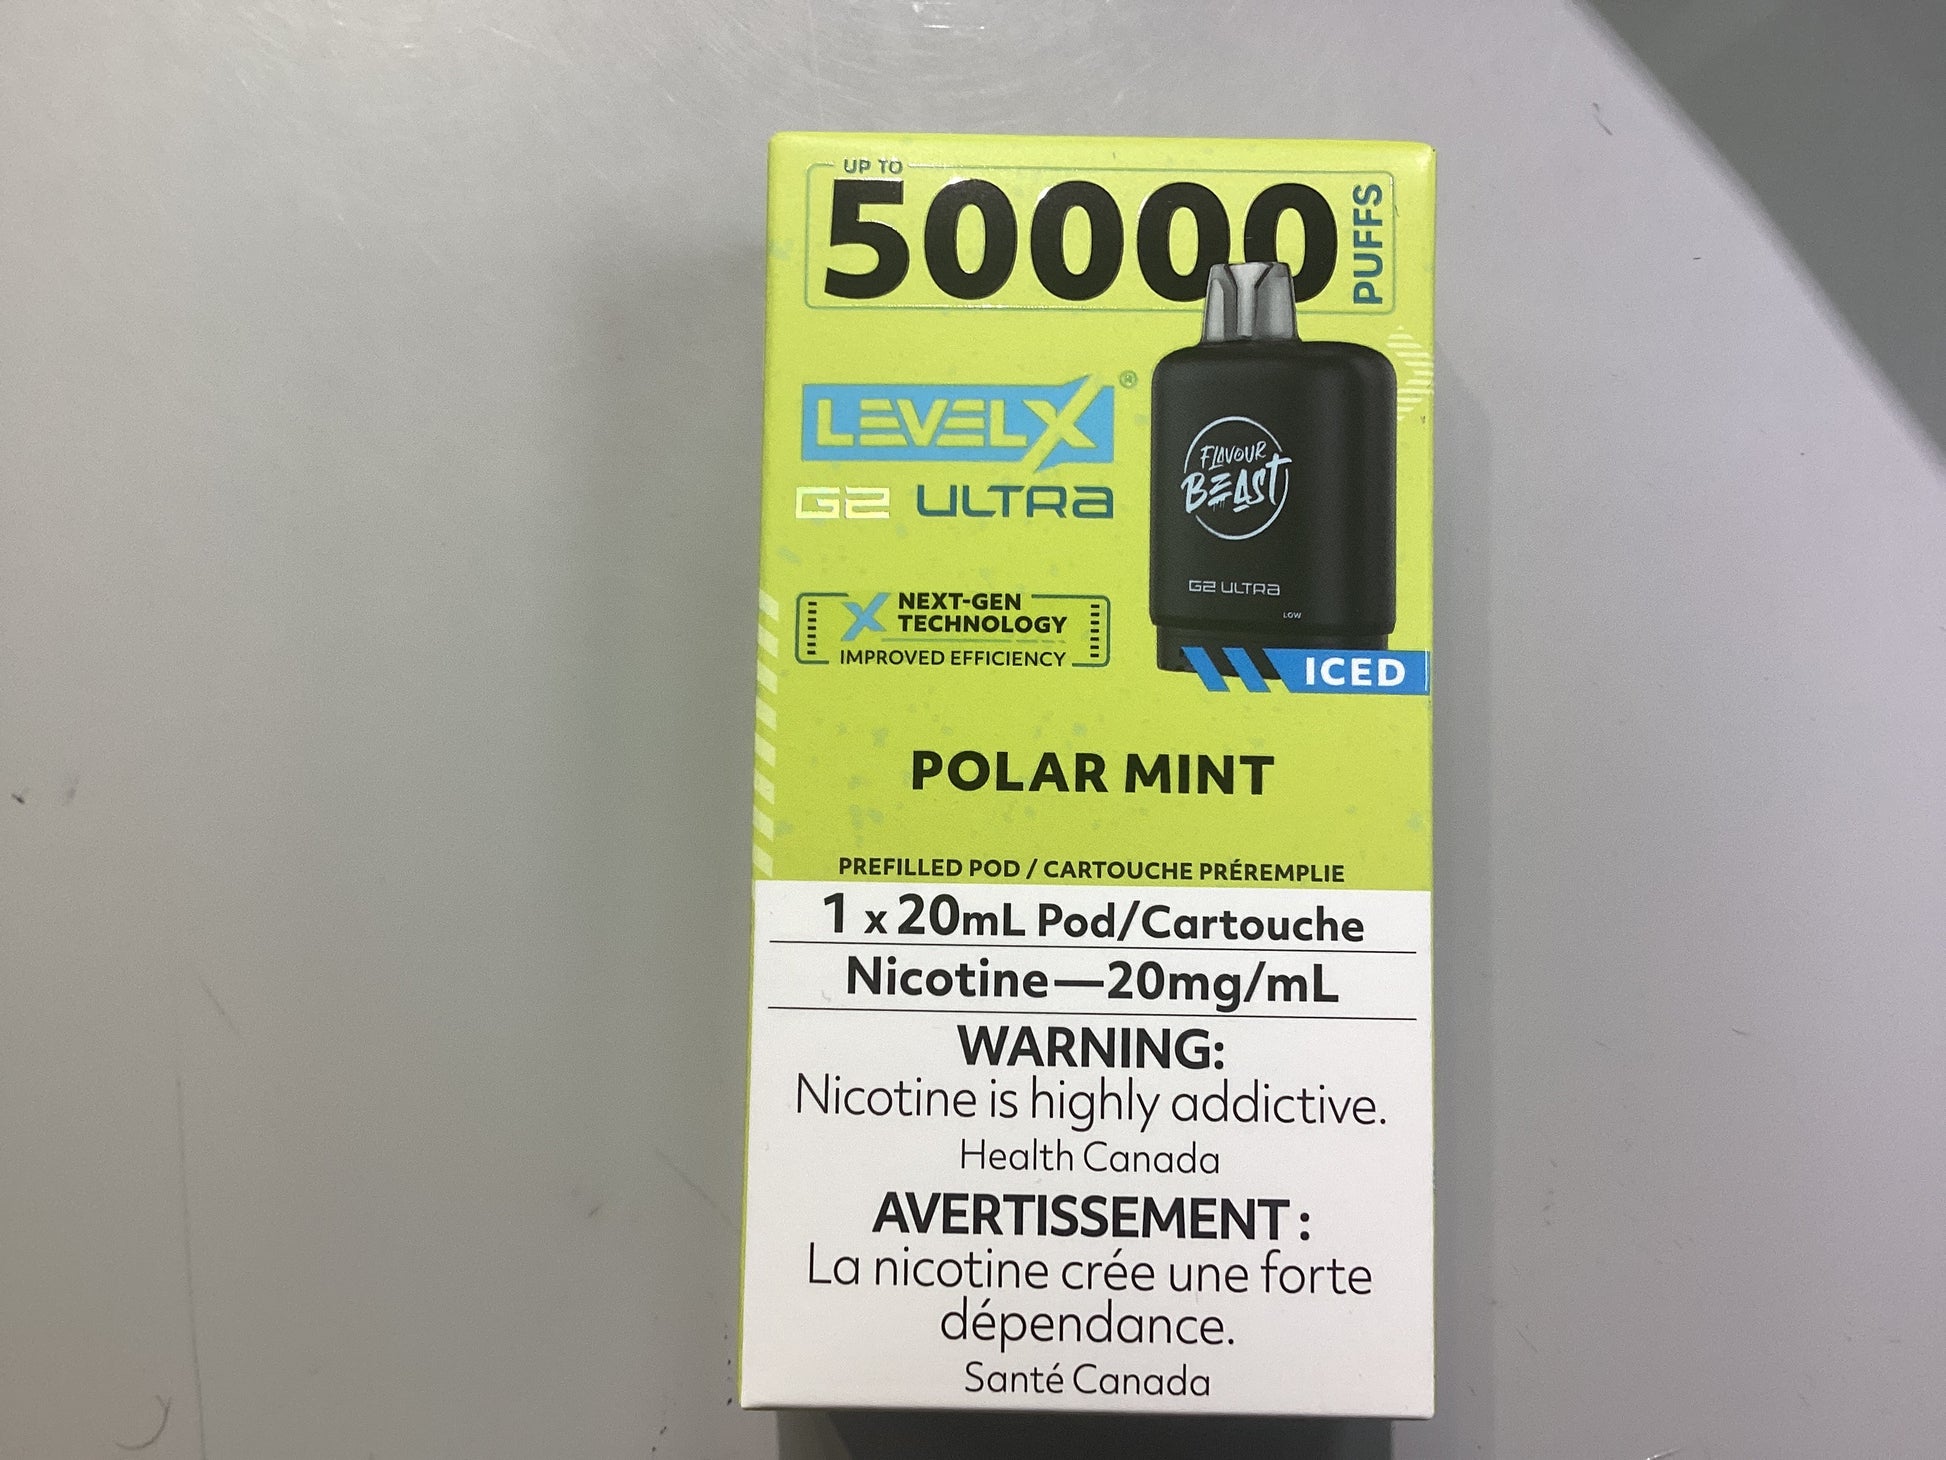 UP TO
50000
PUFFS
LEVELX®
G2 ULTRA
FLAVOUR
BEAST
G2 ULTRA
LOW
X NEXT-GEN
TECHNOLOGY
IMPROVED EFFICIENCY
ICED
POLAR MINT
PREFILLED POD / CARTOUCHE PRÉREMPLIE
1 x 20mL Pod/Cartouche
Nicotine—20mg/mL
WARNING:
Nicotine is highly addictive.
Health Canada
AVERTISSEMENT :
La nicotine crée une forte
dépendance.
Santé Canada